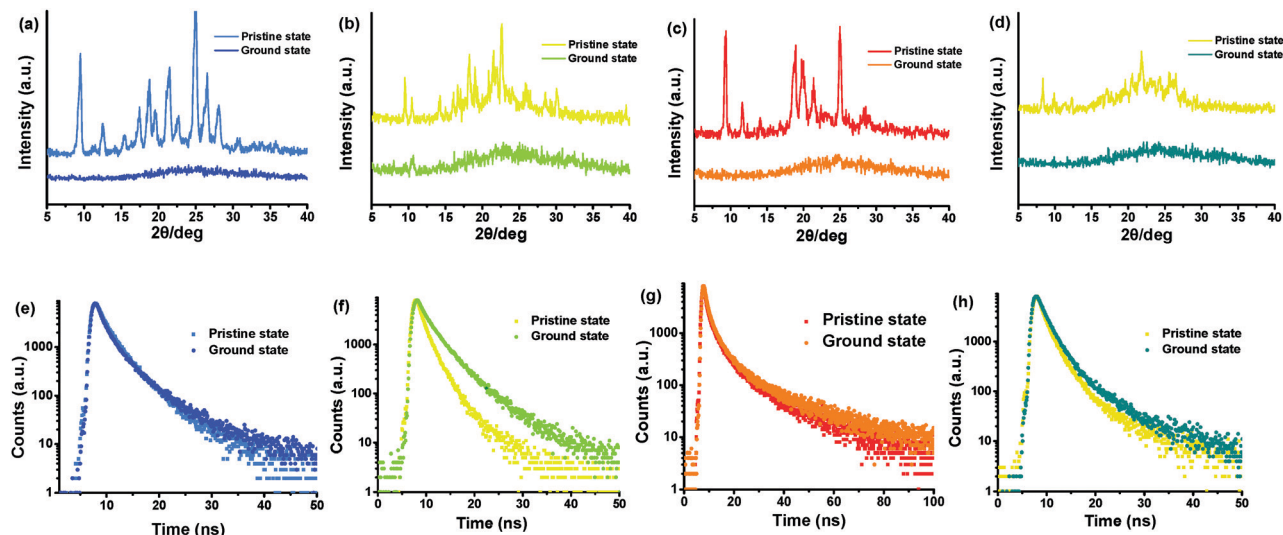 (a)
Pristine state
Ground state
Intensity (a.u.)
5 10 15 20 25 30 35 40
2θ/deg
(b)
Pristine state
Ground state
Intensity (a.u.)
5 10 15 20 25 30 35 40
2θ/deg
(c)
Pristine state
Ground state
Intensity (a.u.)
5 10 15 20 25 30 35 40
2θ/deg
(d)
Pristine state
Ground state
Intensity (a.u.)
5 10 15 20 25 30 35 40
2θ/deg
(e)
Pristine state
Ground state
Counts (a.u.)
1000
100
10
1
10 20 30 40 50
Time (ns)
(f)
Pristine state
Ground state
Counts (a.u.)
1000
100
10
1
0 10 20 30 40 50
Time (ns)
(g)
Pristine state
Ground state
Counts (a.u.)
1000
100
10
1
0 20 40 60 80 100
Time (ns)
(h)
Pristine state
Ground state
Counts (a.u.)
1000
100
10
1
0 10 20 30 40 50
Time (ns)